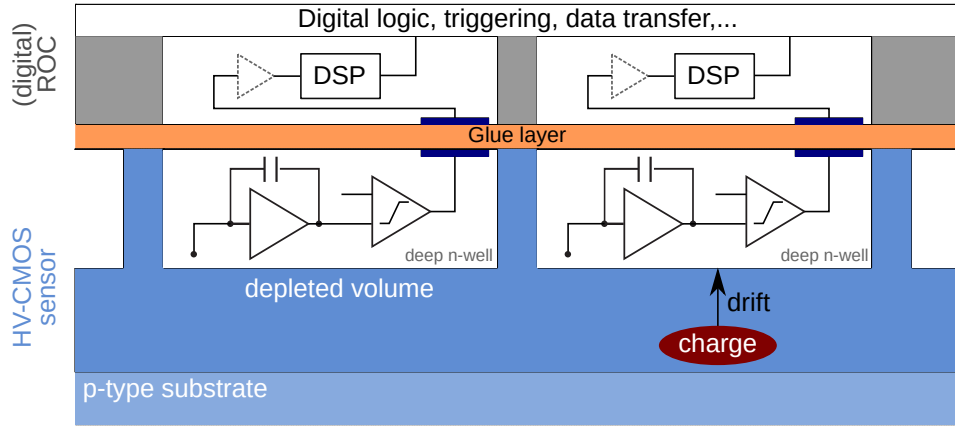 Digital logic, triggering, data transfer,...
(digital)
ROC
DSP
DSP
Glue layer
HV-CMOS
sensor
deep n-well
deep n-well
depleted volume
drift
charge
p-type substrate